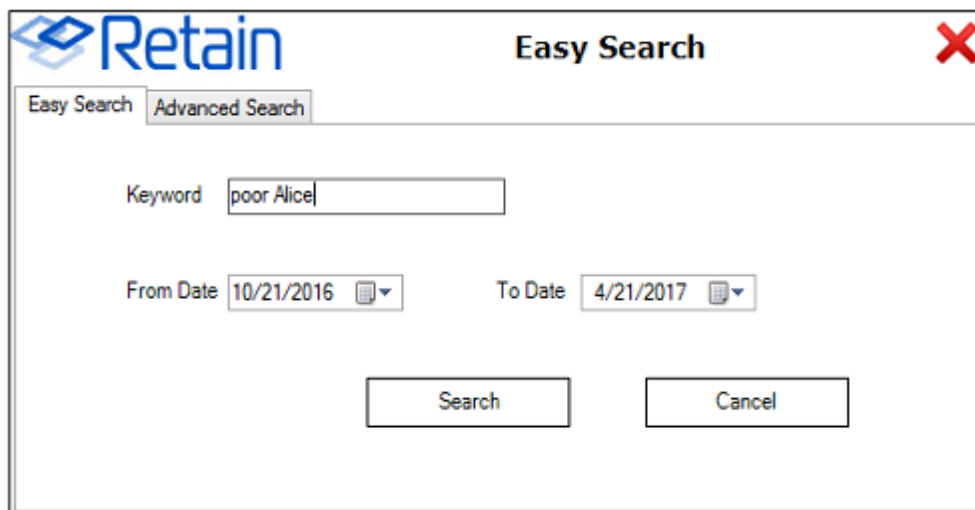 Retain Easy Search
Easy Search Advanced Search
Keyword poor Alice
From Date 10/21/2016 To Date 4/21/2017
Search Cancel